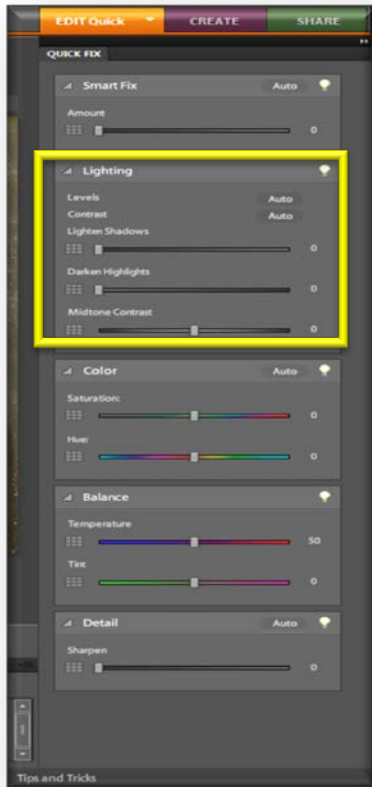 EDIT Quick CREATE SHARE
QUICK FIX
Smart Fix Auto
Amount
0
Lighting
Levels Auto
Contrast Auto
Lighten Shadows
0
Darken Highlights
0
Midtone Contrast
0
Color Auto
Saturation:
0
Hue:
0
Balance
Temperature
50
Tint
0
Detail Auto
Sharpen
0
Tips and Tricks